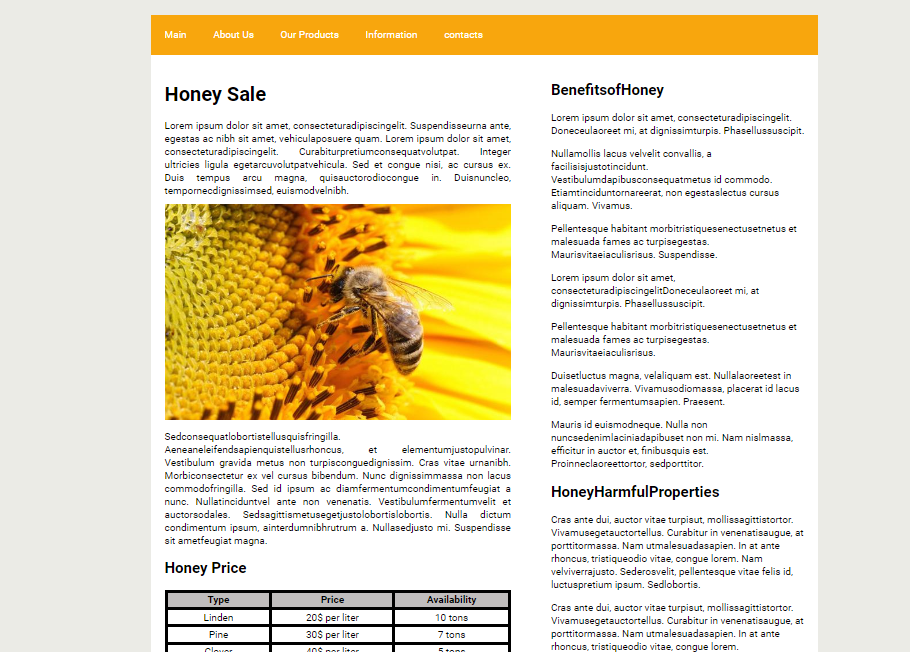 Main About Us Our Products Information contacts
Honey Sale
Lorem ipsum dolor sit amet, consecteturadipiscingelit. Suspendisseurna ante,
egestas ac nibh sit amet, vehiculaposuere quam. Lorem ipsum dolor sit amet,
consecteturadipiscingelit. Curabiturpretiumconsequatvolutpat. Integer
ultricies ligula egetarcuvolutpatvehicula. Sed et congue nisi, ac cursus ex.
Duis tempus arcu magna, quisauctorodiocongue in. Duisnuncleo,
tempornecdignissimsed, euismodvelnibh.
Sedconsequatlobortistellusquisfringilla.
Aeneaneleifendsapienquistellusrhoncus, et elementumjustopulvinar.
Vestibulum gravida metus non turpisconguedignissim. Cras vitae urnanibh.
Morbiconsectetur ex vel cursus bibendum. Nunc dignissimmassa non lacus
commodofringilla. Sed id ipsum ac diamfermentumcondimentumfeugiat a
nunc. Nullatinciduntvel ante non venenatis. Vestibulumfermentumvelit et
auctorsodales. Sedsagittismetusegetjustolobortislobortis. Nulla dictum
condimentum ipsum, ainterdumnibhrutrum a. Nullasedjusto mi. Suspendisse
sit ametfeugiat magna.
Honey Price
Type Price Availability
Linden 20$ per liter 10 tons
Pine 30$ per liter 7 tons
Clover 40$ per liter 5 tons
BenefitsofHoney
Lorem ipsum dolor sit amet, consecteturadipiscingelit.
Doneceulaoreet mi, at dignissimturpis. Phasellussuscipit.
Nullamollis lacus velvelit convallis, a
facilisisjustotincidunt.
Vestibulumdapibusconsequatmetus id commodo.
Etiamtinciduntornareerat, non egestaslectus cursus
aliquam. Vivamus.
Pellentesque habitant morbitristiquesenectusetnetus et
malesuada fames ac turpisegestas.
Maurisvitaeiaculisrisus. Suspendisse.
Lorem ipsum dolor sit amet,
consecteturadipiscingelitDoneceulaoreet mi, at
dignissimturpis. Phasellussuscipit.
Pellentesque habitant morbitristiquesenectusetnetus et
malesuada fames ac turpisegestas.
Maurisvitaeiaculisrisus.
Duisetluctus magna, velaliquam est. Nullalaoreetest in
malesuadaviverra. Vivamusodiomassa, placerat id lacus
id, semper fermentumsapien. Praesent.
Mauris id euismodneque. Nulla non
nuncsedenimlaciniadapibuset non mi. Nam nislmassa,
efficitur in auctor et, finibusquis est.
Proinneclaoreettortor, sedporttitor.
HoneyHarmfulProperties
Cras ante dui, auctor vitae turpisut, mollissagittistortor.
Vivamusegetauctortellus. Curabitur in venenatisaugue, at
porttitormassa. Nam utmalesuadasapien. In at ante
rhoncus, tristiqueodio vitae, congue lorem. Nam
velviverrajusto. Sederosvelit, pellentesque vitae felis id,
luctuspretium ipsum. Sedlobortis.
Cras ante dui, auctor vitae turpisut, mollissagittistortor.
Vivamusegetauctortellus. Curabitur in venenatisaugue, at
porttitormassa. Nam utmalesuadasapien. In at ante
rhoncus, tristiqueodio vitae, congue lorem.